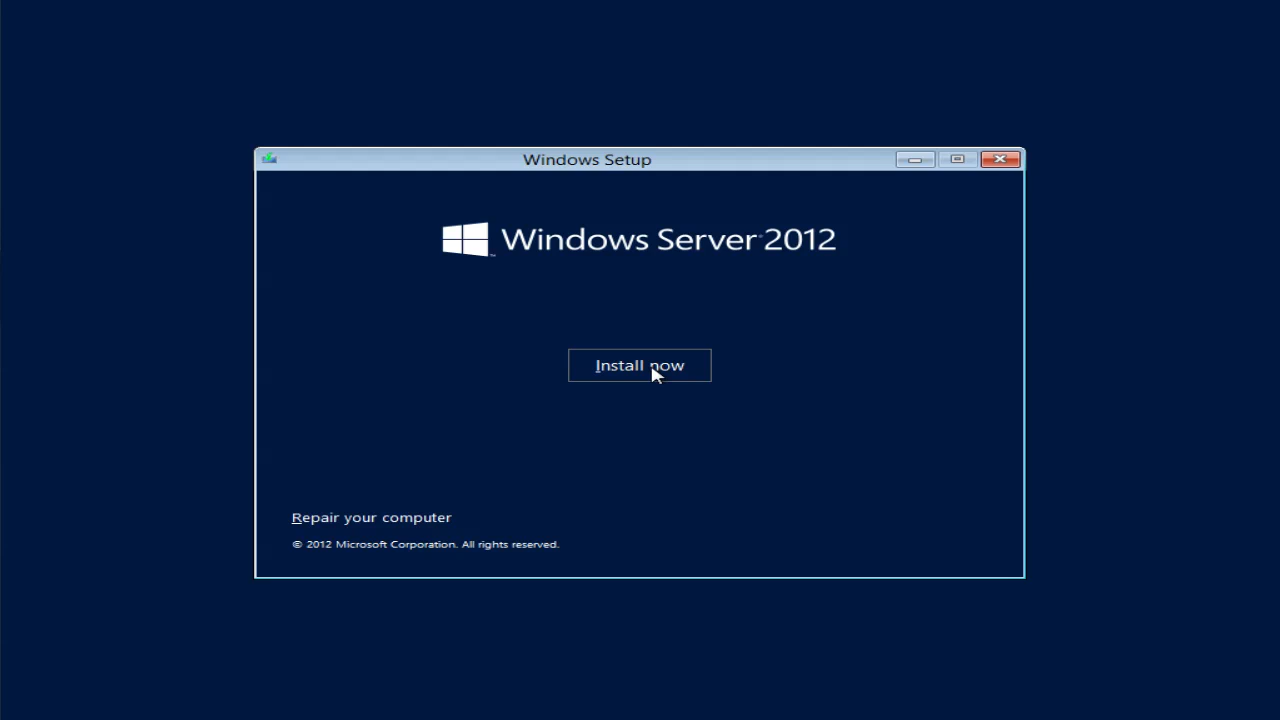 Windows Setup
Windows Server 2012
Install now
Repair your computer
© 2012 Microsoft Corporation. All rights reserved.